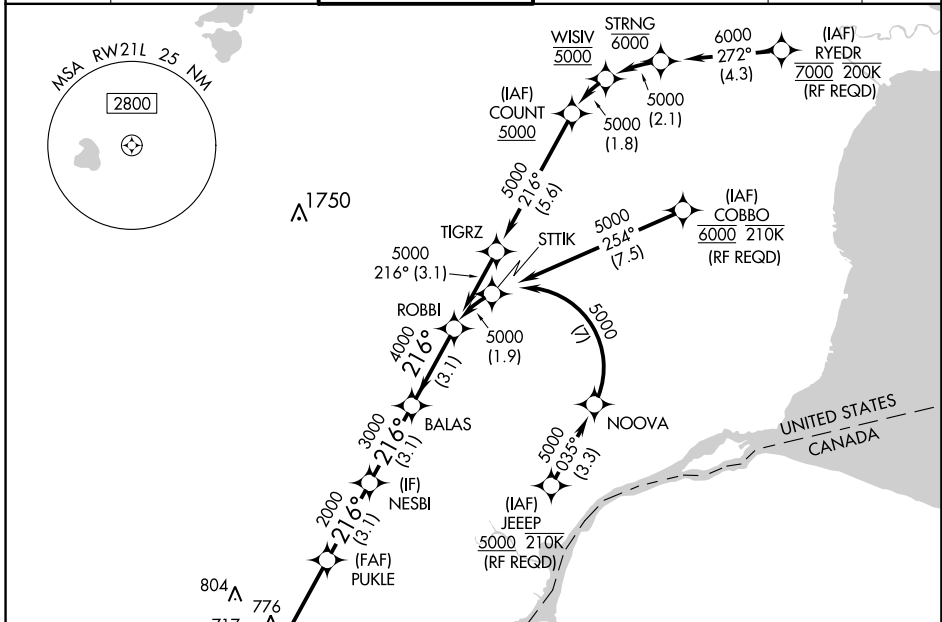 MSA RW21L 25 NM
2800
1750
WISIV
5000
STRNG
6000
6000
272°
(4.3)
(IAF)
RYEDR
7000 200K
(RF REQD)
5000
(2.1)
5000
(1.8)
(IAF)
COUNT
5000
5000
216°
(5.6)
(IAF)
COBBO
6000 210K
(RF REQD)
5000
254°
(7.5)
TIGRZ
STTIK
5000
216° (3.1)
ROBBI
5000
(1.9)
5000
(7)
4000
216°
(3.1)
BALAS
NOOVA
UNITED STATES
CANADA
3000
216°
(3.1)
5000
035°
(3.3)
(IF)
NESBI
(IAF)
JEEEP
5000 210K
(RF REQD)
2000
216°
(3.1)
(FAF)
PUKLE
804
776